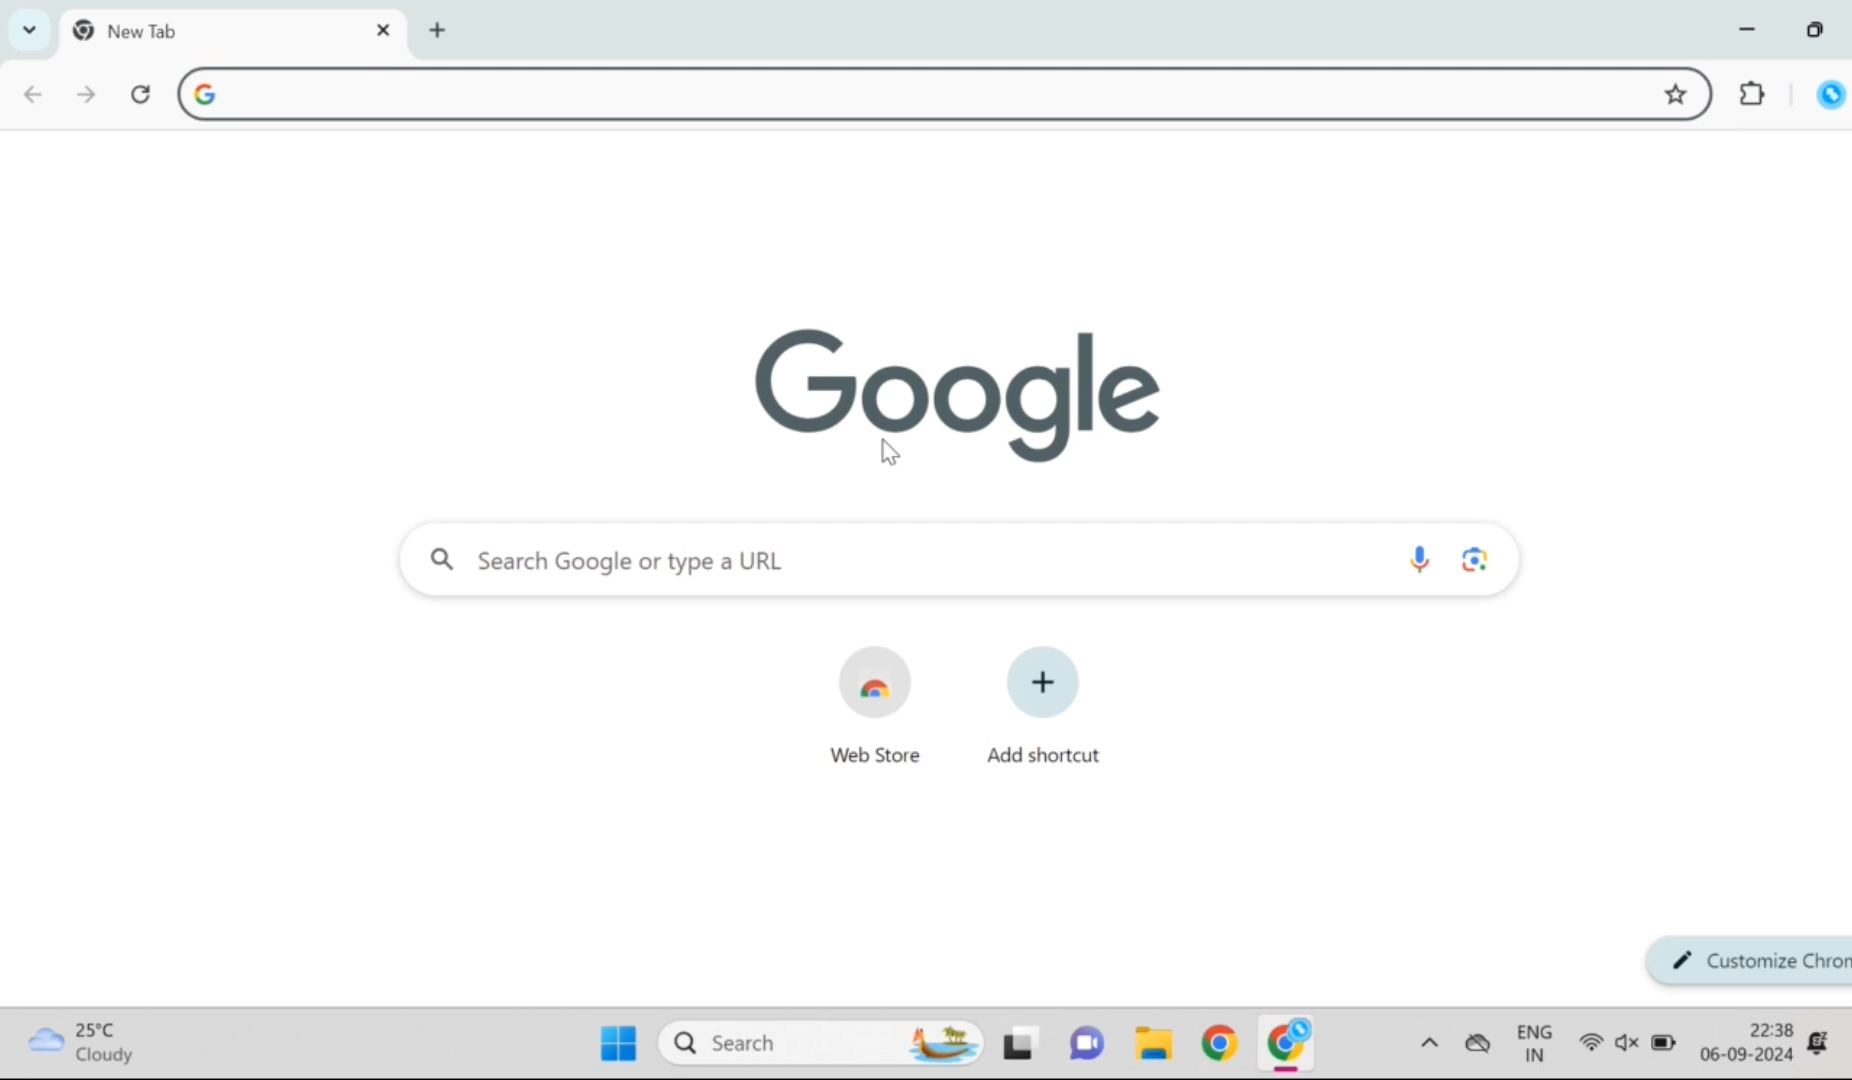 New Tab
Google
Search Google or type a URL
Web Store
Add shortcut
Customize Chrom
25°C
Cloudy
Search
ENG
IN
22:38
06-09-2024